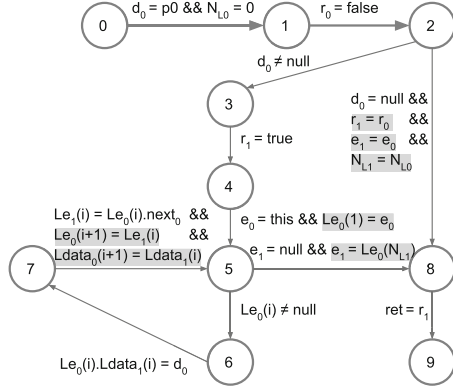 d₀ = p0 && N_L0 = 0
r₀ = false
0
1
2
d₀ ≠ null
3
d₀ = null &&
r₁ = r₀ &&
e₁ = e₀ &&
N_L1 = N_L0
r₁ = true
4
Le₁(i) = Le₀(i).next₀ &&
Le₀(i+1) = Le₁(i) &&
Ldata₀(i+1) = Ldata₁(i)
e₀ = this && Le₀(1) = e₀
e₁ = null && e₁ = Le₀(N_L1)
7
5
8
Le₀(i) ≠ null
ret = r₁
Le₀(i).Ldata₁(i) = d₀
6
9